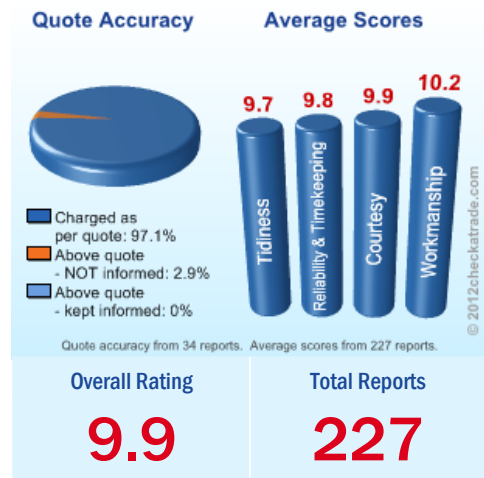 Quote Accuracy
Average Scores
9.7
9.8
9.9
10.2
Tidiness
Reliability & Timekeeping
Courtesy
Workmanship
Charged as
per quote: 97.1%
Above quote
- NOT informed: 2.9%
Above quote
- kept informed: 0%
© 2012checkatrade.com
Quote accuracy from 34 reports. Average scores from 227 reports.
Overall Rating
9.9
Total Reports
227